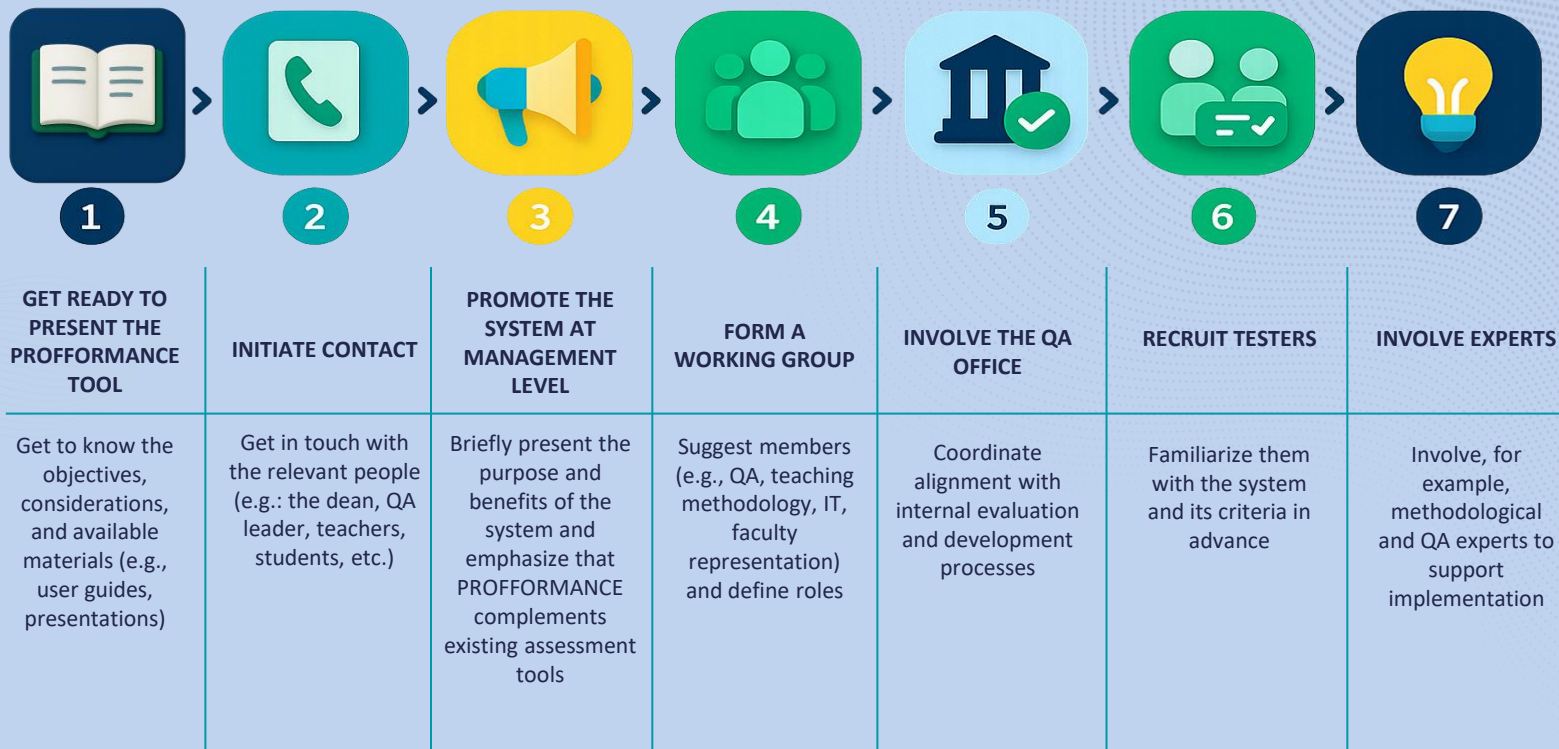 1
2
3
4
5
6
7
GET READY TO
PRESENT THE
PROFFORMANCE
TOOL
INITIATE CONTACT
PROMOTE THE
SYSTEM AT
MANAGEMENT
LEVEL
FORM A
WORKING GROUP
INVOLVE THE QA
OFFICE
RECRUIT TESTERS
INVOLVE EXPERTS
Get to know the
objectives,
considerations,
and available
materials (e.g.,
user guides,
presentations)
Get in touch with
the relevant people
(e.g.: the dean, QA
leader, teachers,
students, etc.)
Briefly present the
purpose and
benefits of the
system and
emphasize that
PROFFORMANCE
complements
existing assessment
tools
Suggest members
(e.g., QA, teaching
methodology, IT,
faculty
representation)
and define roles
Coordinate
alignment with
internal evaluation
and development
processes
Familiarize them
with the system
and its criteria in
advance
Involve, for
example,
methodological
and QA experts to
support
implementation